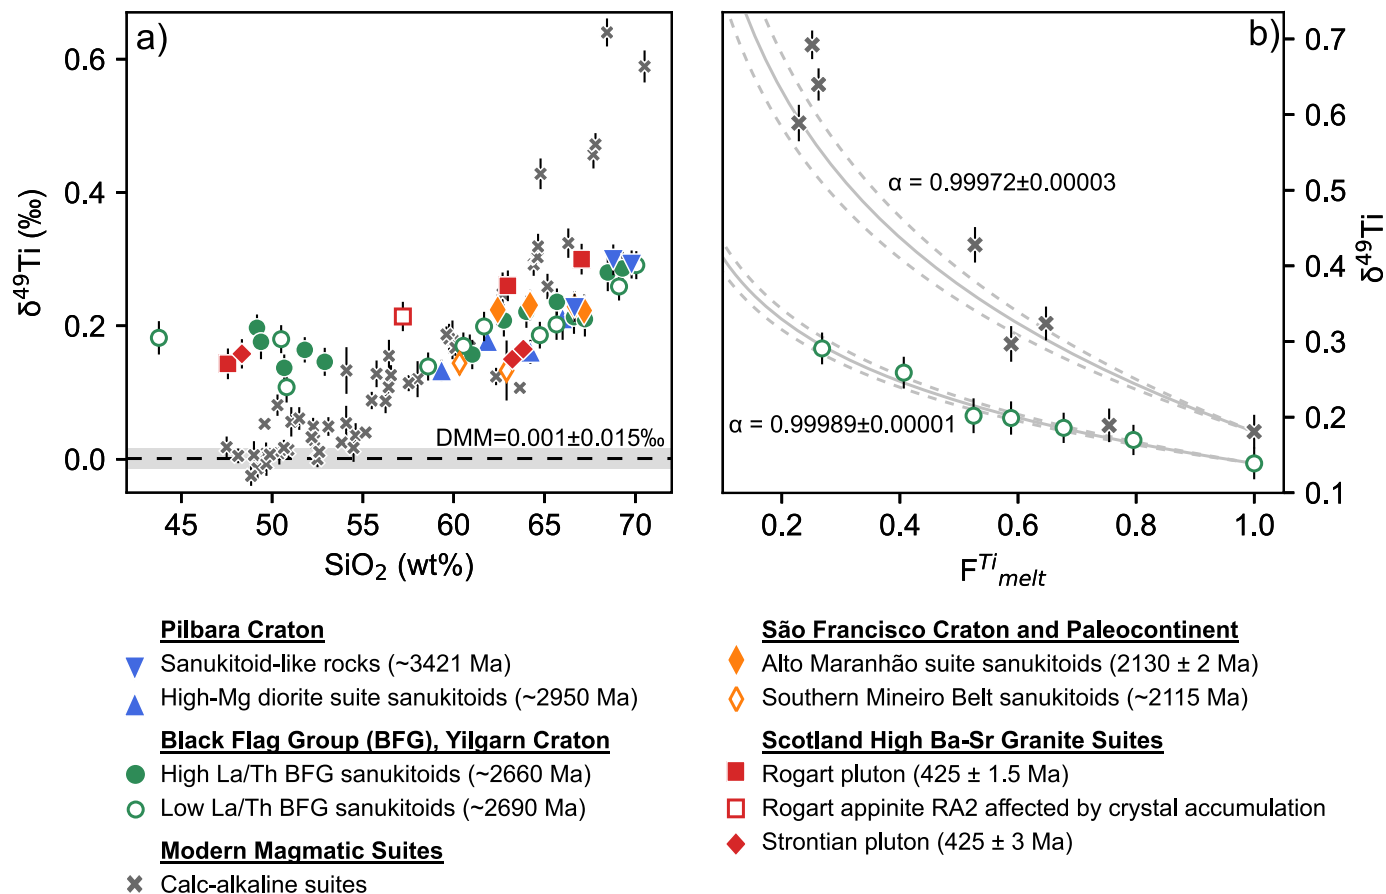 a)
0.6
0.4
0.2
0.0
δ⁴⁹Ti (‰)
DMM=0.001±0.015‰
45 50 55 60 65 70
SiO₂ (wt%)
b)
0.7
0.6
0.5
0.4
0.3
0.2
0.1
δ⁴⁹Ti
α = 0.99972±0.00003
α = 0.99989±0.00001
0.2 0.4 0.6 0.8 1.0
Fᵀⁱₘₑₗₜ
Pilbara Craton
Sanukitoid-like rocks (~3421 Ma)
High-Mg diorite suite sanukitoids (~2950 Ma)
Black Flag Group (BFG), Yilgarn Craton
High La/Th BFG sanukitoids (~2660 Ma)
Low La/Th BFG sanukitoids (~2690 Ma)
Modern Magmatic Suites
Calc-alkaline suites
São Francisco Craton and Paleocontinent
Alto Maranhão suite sanukitoids (2130 ± 2 Ma)
Southern Mineiro Belt sanukitoids (~2115 Ma)
Scotland High Ba-Sr Granite Suites
Rogart pluton (425 ± 1.5 Ma)
Rogart appinite RA2 affected by crystal accumulation
Strontian pluton (425 ± 3 Ma)